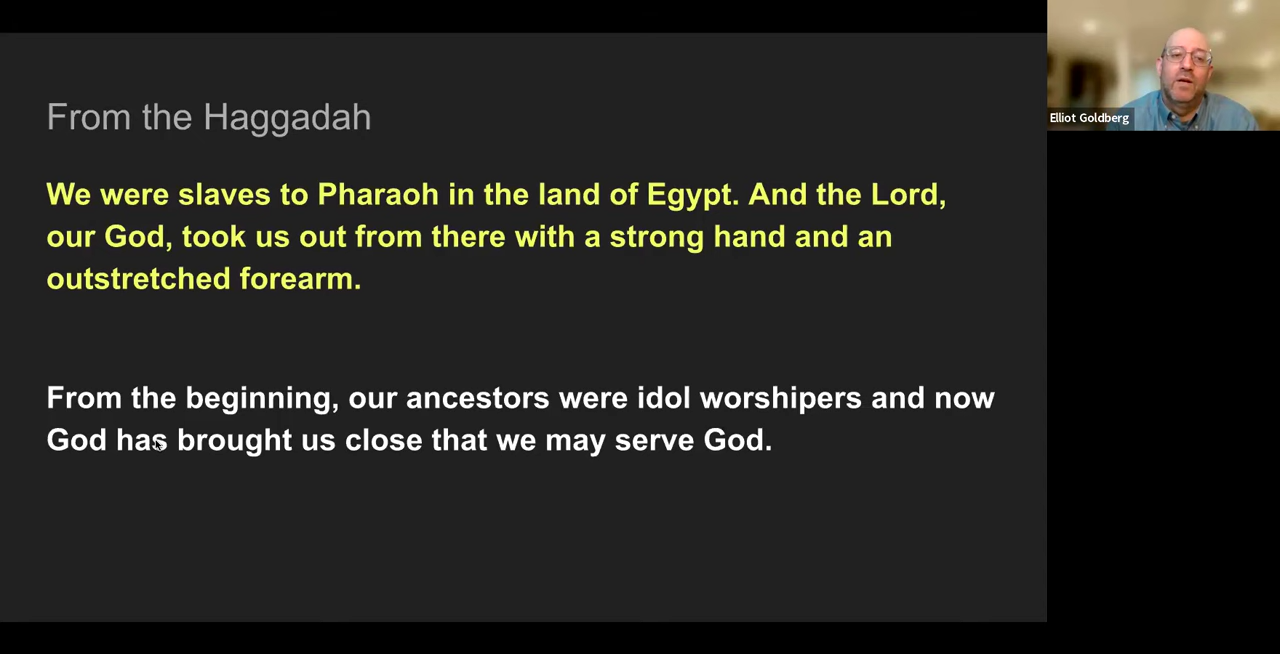 From the Haggadah
We were slaves to Pharaoh in the land of Egypt. And the Lord,
our God, took us out from there with a strong hand and an
outstretched forearm.
From the beginning, our ancestors were idol worshipers and now
God has brought us close that we may serve God.
Elliot Goldberg